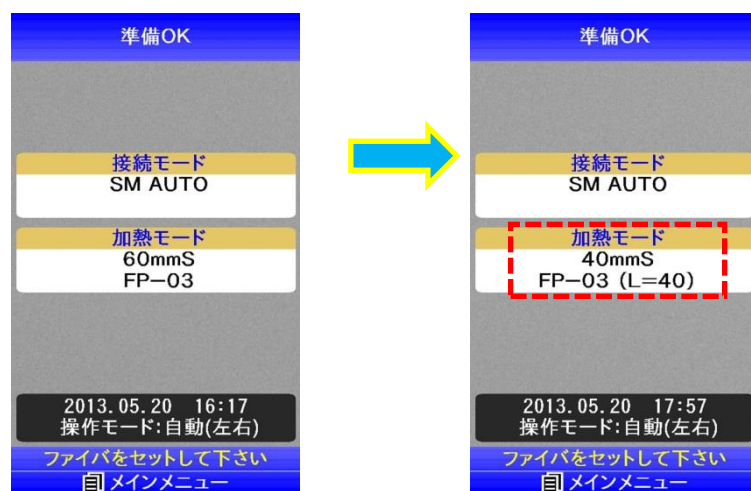 準備OK
接続モード
SM AUTO
加熱モード
60mmS
FP−03
2013.05.20 16:17
操作モード:自動(左右)
ファイバをセットして下さい
メインメニュー
準備OK
接続モード
SM AUTO
加熱モード
40mmS
FP−03 (L=40)
2013.05.20 17:57
操作モード:自動(左右)
ファイバをセットして下さい
メインメニュー